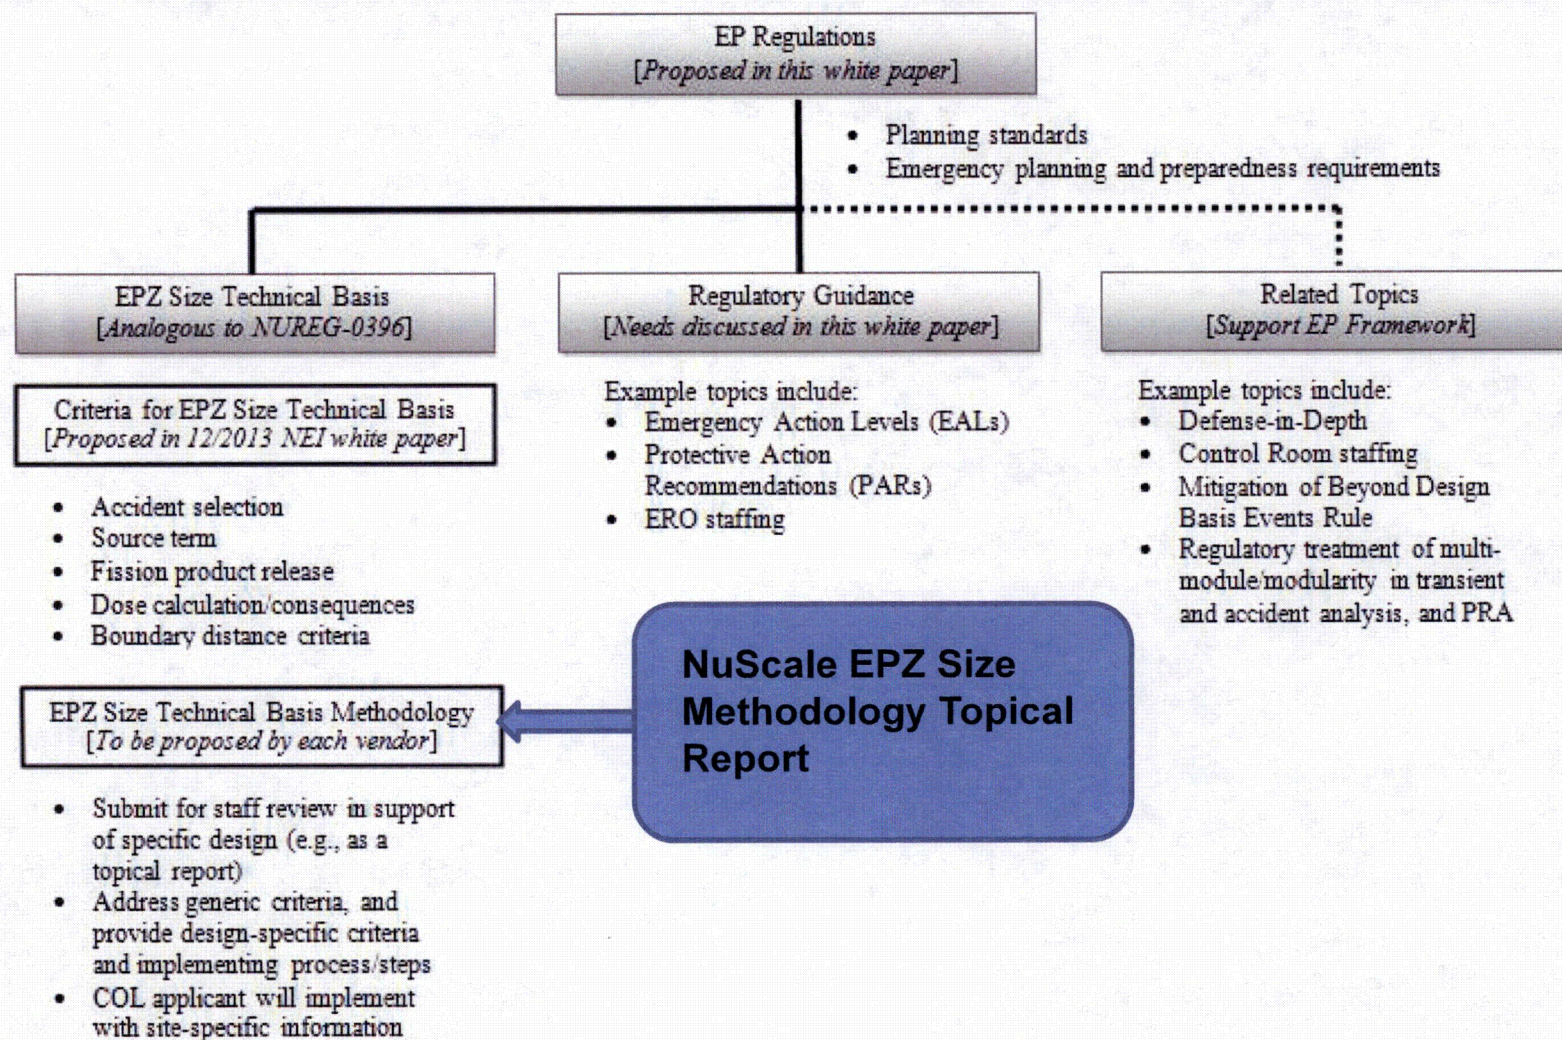 EP Regulations
[Proposed in this white paper]
• Planning standards
• Emergency planning and preparedness requirements
EPZ Size Technical Basis
[Analogous to NUREG-0396]
Criteria for EPZ Size Technical Basis
[Proposed in 12/2013 NEI white paper]
• Accident selection
• Source term
• Fission product release
• Dose calculation/consequences
• Boundary distance criteria
EPZ Size Technical Basis Methodology
[To be proposed by each vendor]
• Submit for staff review in support
of specific design (e.g., as a
topical report)
• Address generic criteria, and
provide design-specific criteria
and implementing process/steps
• COL applicant will implement
with site-specific information
Regulatory Guidance
[Needs discussed in this white paper]
Example topics include:
• Emergency Action Levels (EALs)
• Protective Action
Recommendations (PARs)
• ERO staffing
NuScale EPZ Size
Methodology Topical
Report
Related Topics
[Support EP Framework]
Example topics include:
• Defense-in-Depth
• Control Room staffing
• Mitigation of Beyond Design
Basis Events Rule
• Regulatory treatment of multi-
module/modularity in transient
and accident analysis, and PRA